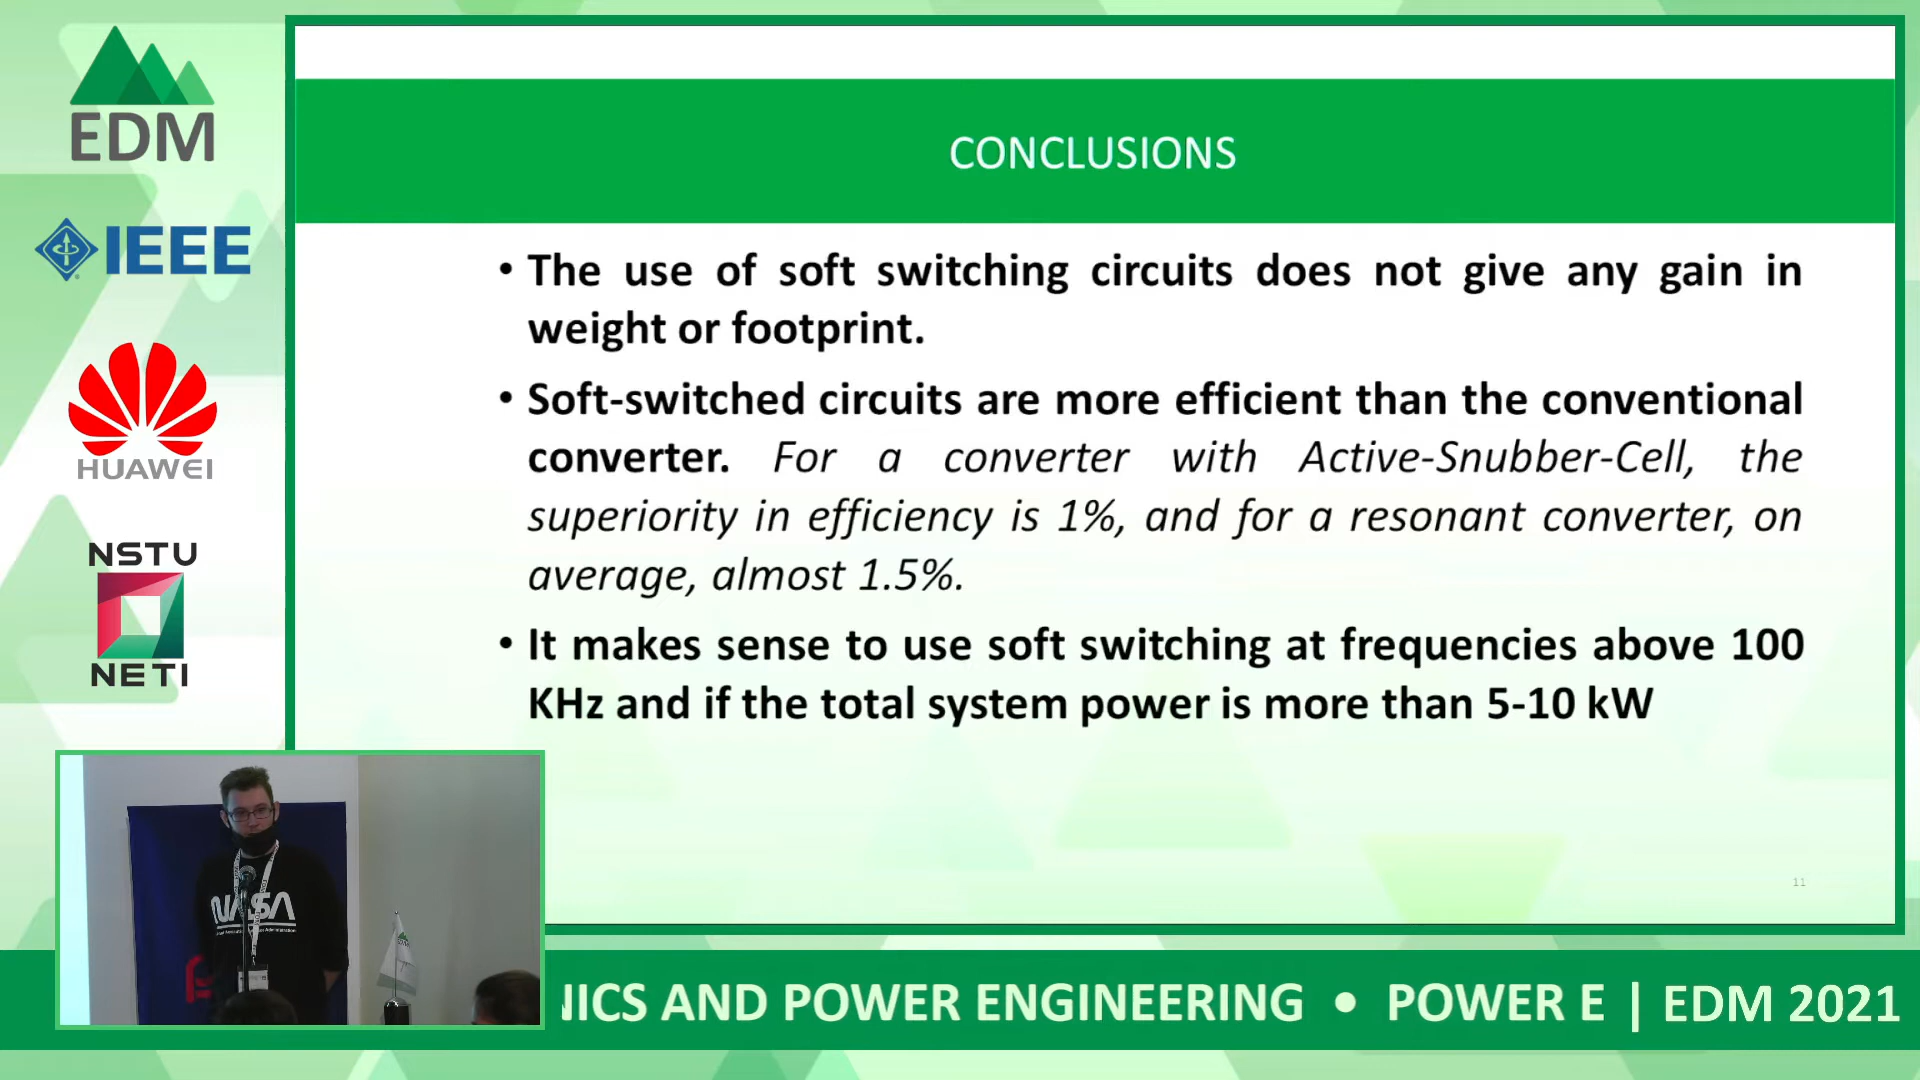 EDM
IEEE
HUAWEI
NSTU
NETI
CONCLUSIONS
• The use of soft switching circuits does not give any gain in
weight or footprint.
• Soft-switched circuits are more efficient than the conventional
converter. For a converter with Active-Snubber-Cell, the
superiority in efficiency is 1%, and for a resonant converter, on
average, almost 1.5%.
• It makes sense to use soft switching at frequencies above 100
KHz and if the total system power is more than 5-10 kW
11
NASA
NICS AND POWER ENGINEERING • POWER E | EDM 2021